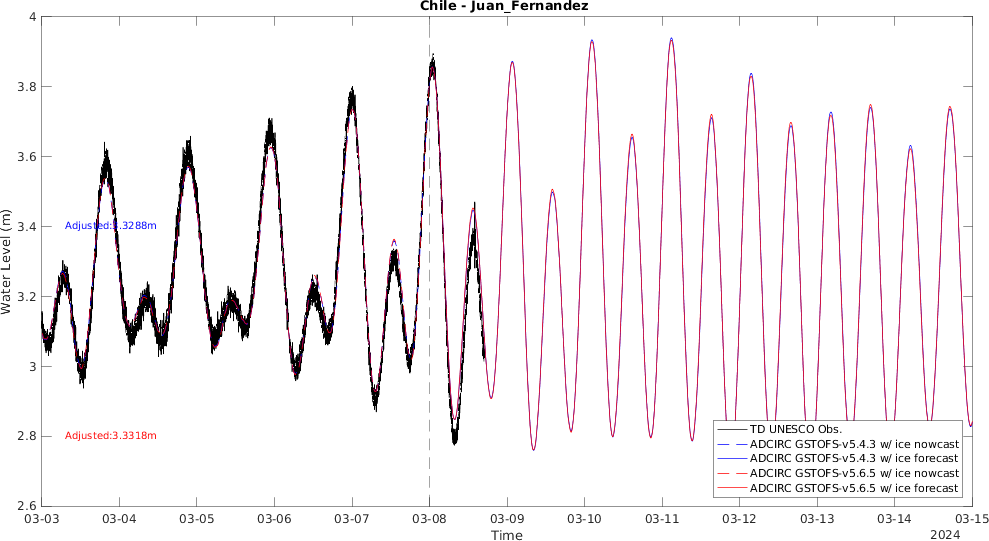 Chile - Juan_Fernandez
4
3.8
3.6
3.4
3.2
3
2.8
2.6
Water Level (m)
Adjusted:3.3288m
Adjusted:3.3318m
TD UNESCO Obs.
ADCIRC GSTOFS-v5.4.3 w/ ice nowcast
ADCIRC GSTOFS-v5.4.3 w/ ice forecast
ADCIRC GSTOFS-v5.6.5 w/ ice nowcast
ADCIRC GSTOFS-v5.6.5 w/ ice forecast
03-03 03-04 03-05 03-06 03-07 03-08 03-09 03-10 03-11 03-12 03-13 03-14 03-15
Time
2024